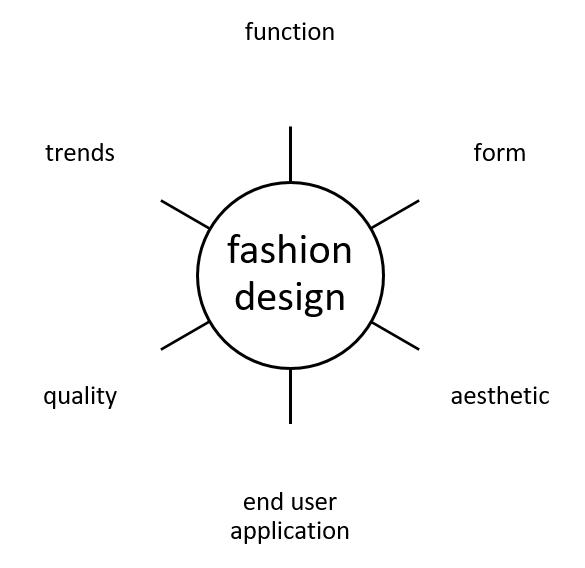 function
trends
form
fashion
design
quality
aesthetic
end user
application